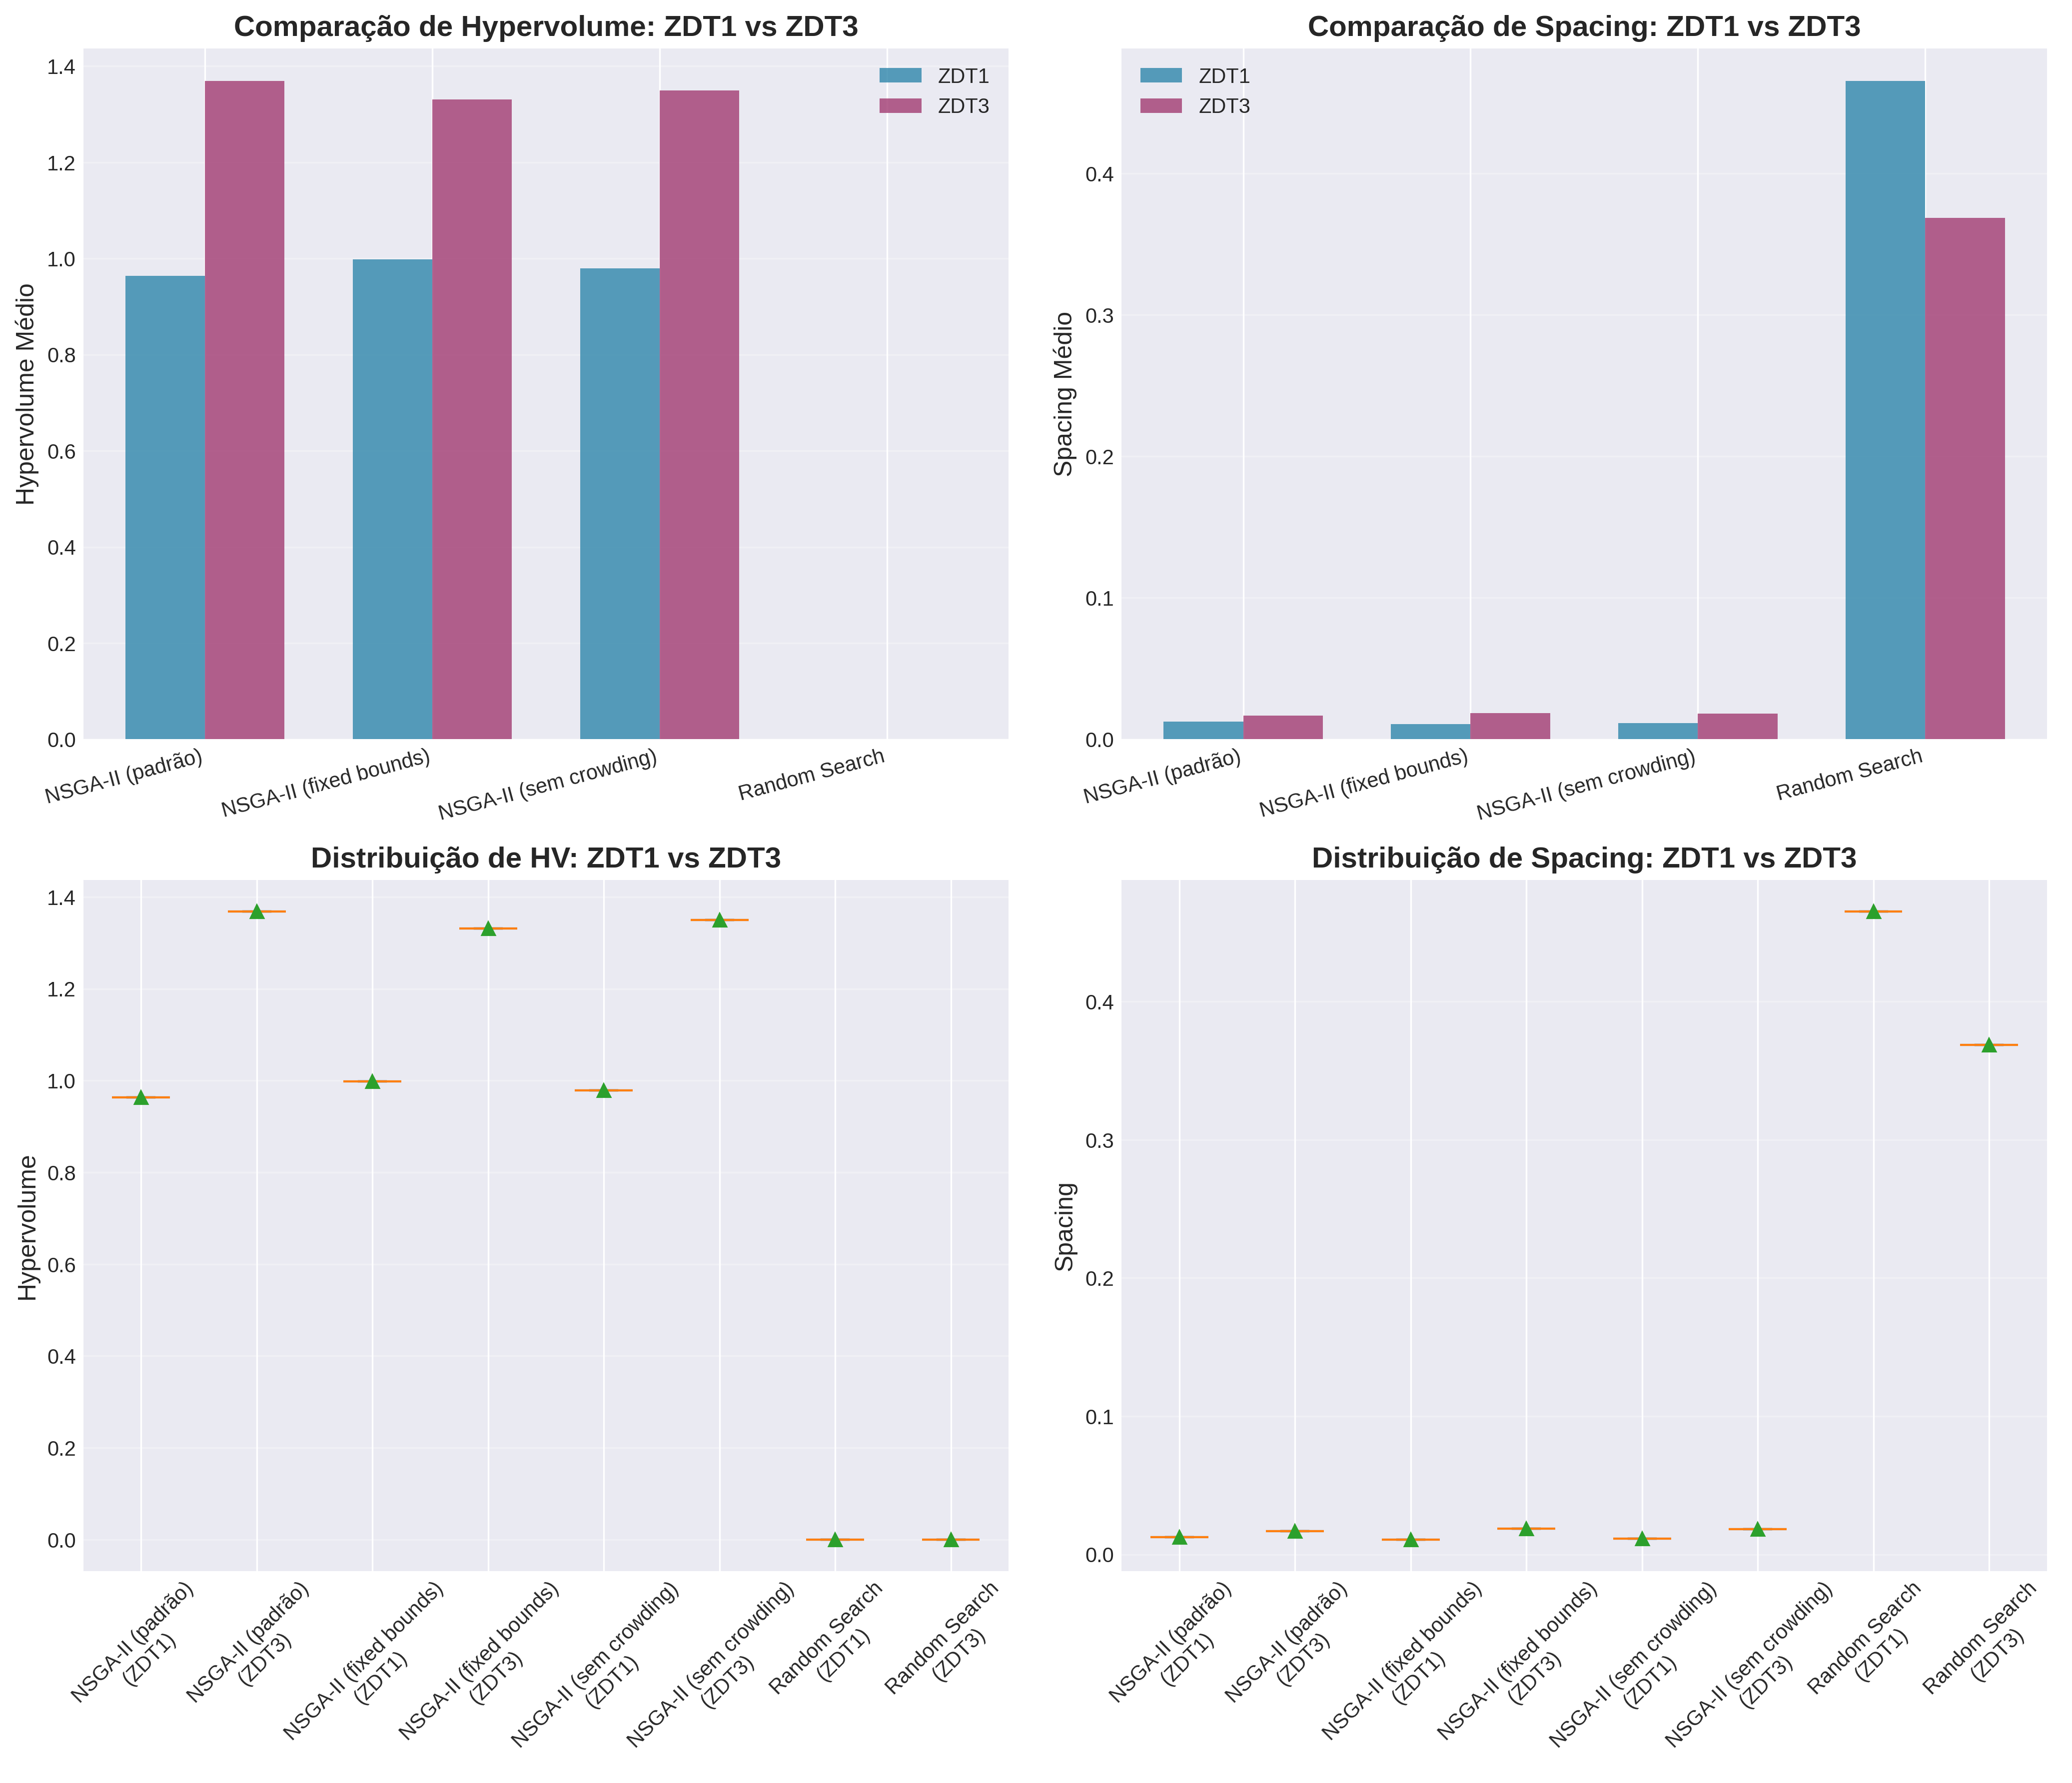 Comparação de Hypervolume: ZDT1 vs ZDT3
Hypervolume Médio
1.4
1.2
1.0
0.8
0.6
0.4
0.2
0.0
ZDT1
ZDT3
NSGA-II (padrão)
NSGA-II (fixed bounds)
NSGA-II (sem crowding)
Random Search
Comparação de Spacing: ZDT1 vs ZDT3
Spacing Médio
0.4
0.3
0.2
0.1
0.0
ZDT1
ZDT3
NSGA-II (padrão)
NSGA-II (fixed bounds)
NSGA-II (sem crowding)
Random Search
Distribuição de HV: ZDT1 vs ZDT3
Hypervolume
1.4
1.2
1.0
0.8
0.6
0.4
0.2
0.0
NSGA-II (padrão)
(ZDT1)
NSGA-II (padrão)
(ZDT3)
NSGA-II (fixed bounds)
(ZDT1)
NSGA-II (fixed bounds)
(ZDT3)
NSGA-II (sem crowding)
(ZDT1)
NSGA-II (sem crowding)
(ZDT3)
Random Search
(ZDT1)
Random Search
(ZDT3)
Distribuição de Spacing: ZDT1 vs ZDT3
Spacing
0.4
0.3
0.2
0.1
0.0
NSGA-II (padrão)
(ZDT1)
NSGA-II (padrão)
(ZDT3)
NSGA-II (fixed bounds)
(ZDT1)
NSGA-II (fixed bounds)
(ZDT3)
NSGA-II (sem crowding)
(ZDT1)
NSGA-II (sem crowding)
(ZDT3)
Random Search
(ZDT1)
Random Search
(ZDT3)